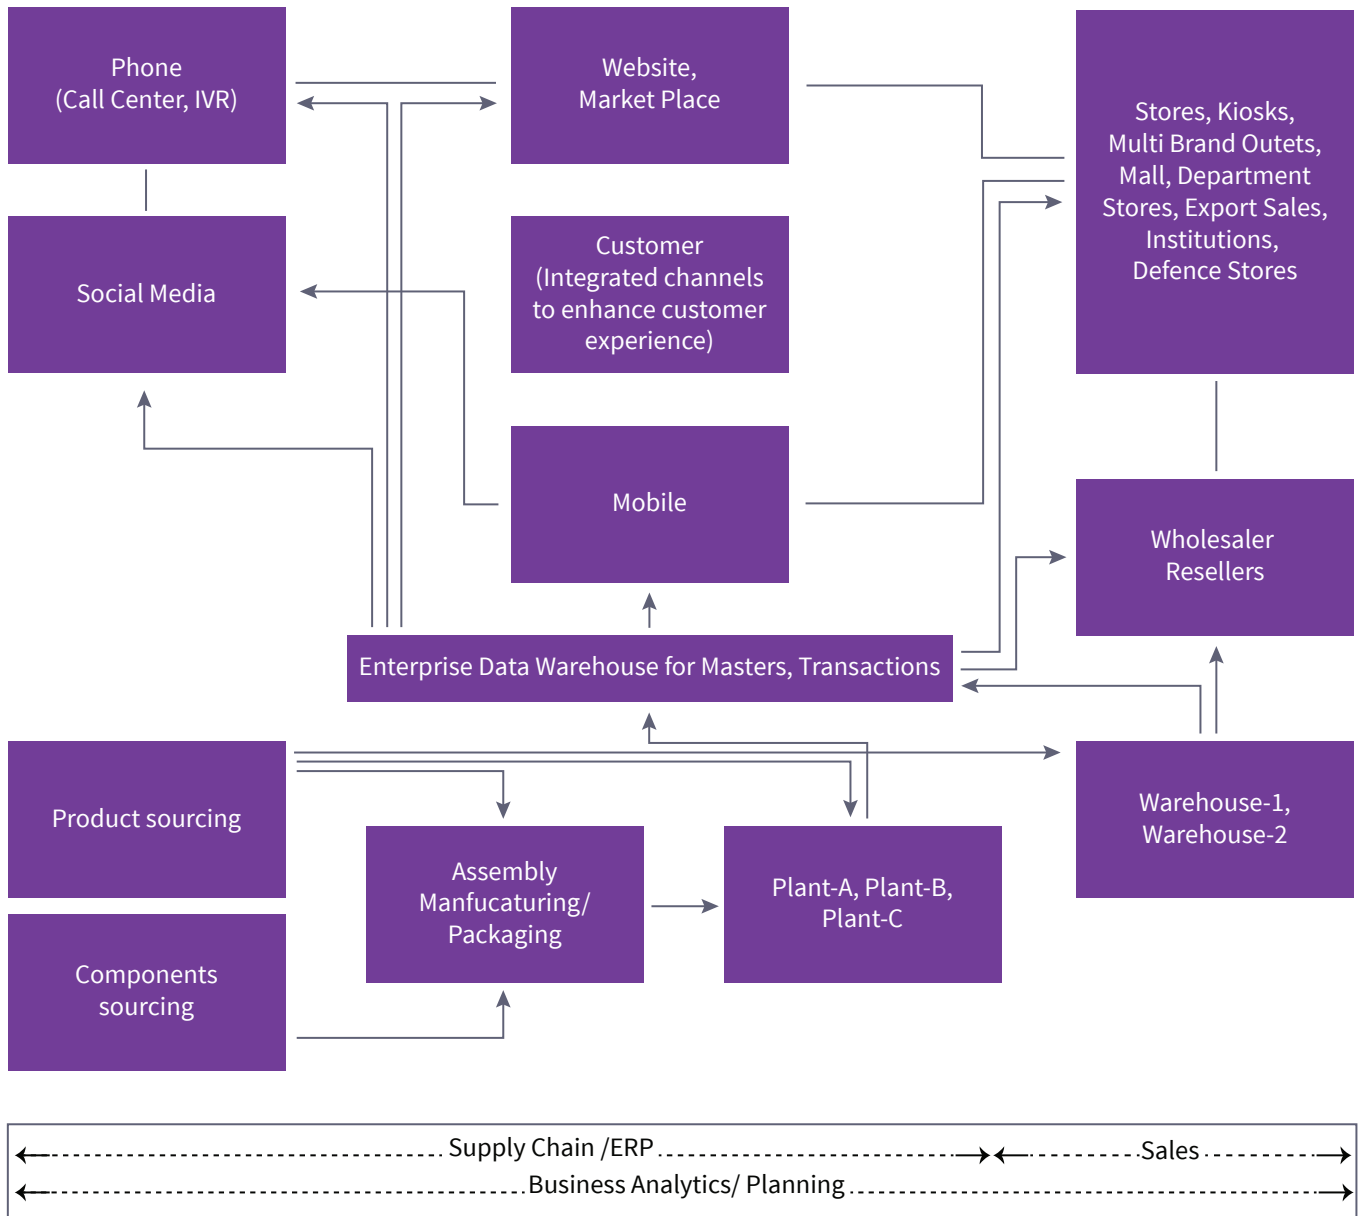 Phone
(Call Center, IVR)
Website,
Market Place
Stores, Kiosks,
Multi Brand Outets,
Mall, Department
Stores, Export Sales,
Institutions,
Defence Stores
Social Media
Customer
(Integrated channels
to enhance customer
experience)
Mobile
Wholesaler
Resellers
Enterprise Data Warehouse for Masters, Transactions
Product sourcing
Warehouse-1,
Warehouse-2
Assembly
Manfucaturing/
Packaging
Plant-A, Plant-B,
Plant-C
Components
sourcing
Supply Chain /ERP
Sales
Business Analytics/ Planning